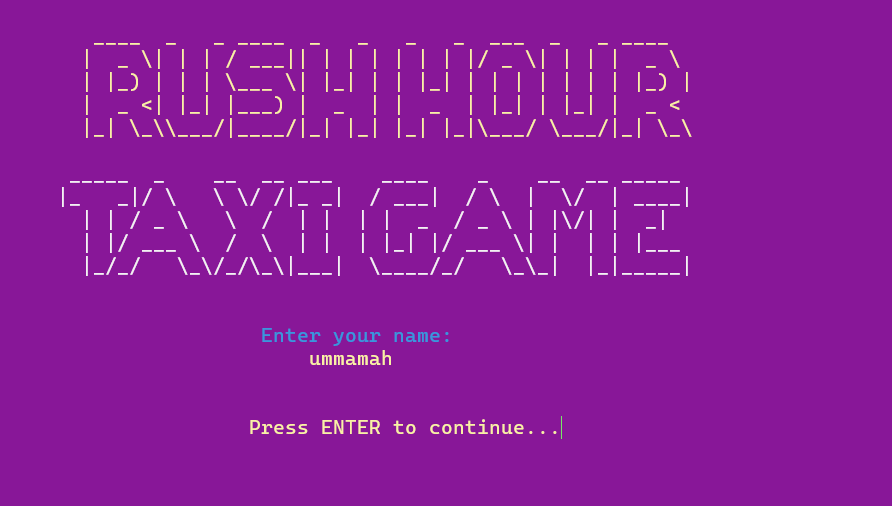 RUSH HOUR
TAXI GAME
Enter your name:
ummamah
Press ENTER to continue...